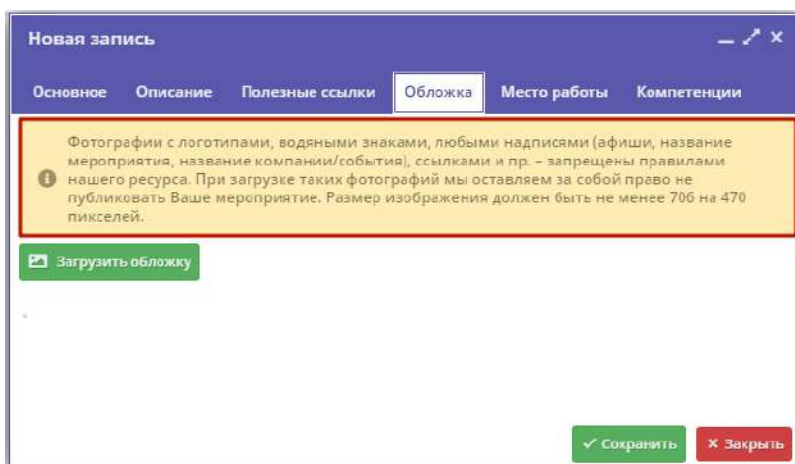 Новая запись
Основное Описание Полезные ссылки Обложка Место работы Компетенции
Фотографии с логотипами, водяными знаками, любыми надписями (афиши, название
мероприятия, название компании/события), ссылками и пр. – запрещены правилами
нашего ресурса. При загрузке таких фотографий мы оставляем за собой право не
публиковать Ваше мероприятие. Размер изображения должен быть не менее 706 на 470
пикселей.
Загрузить обложку
Сохранить Закрыть